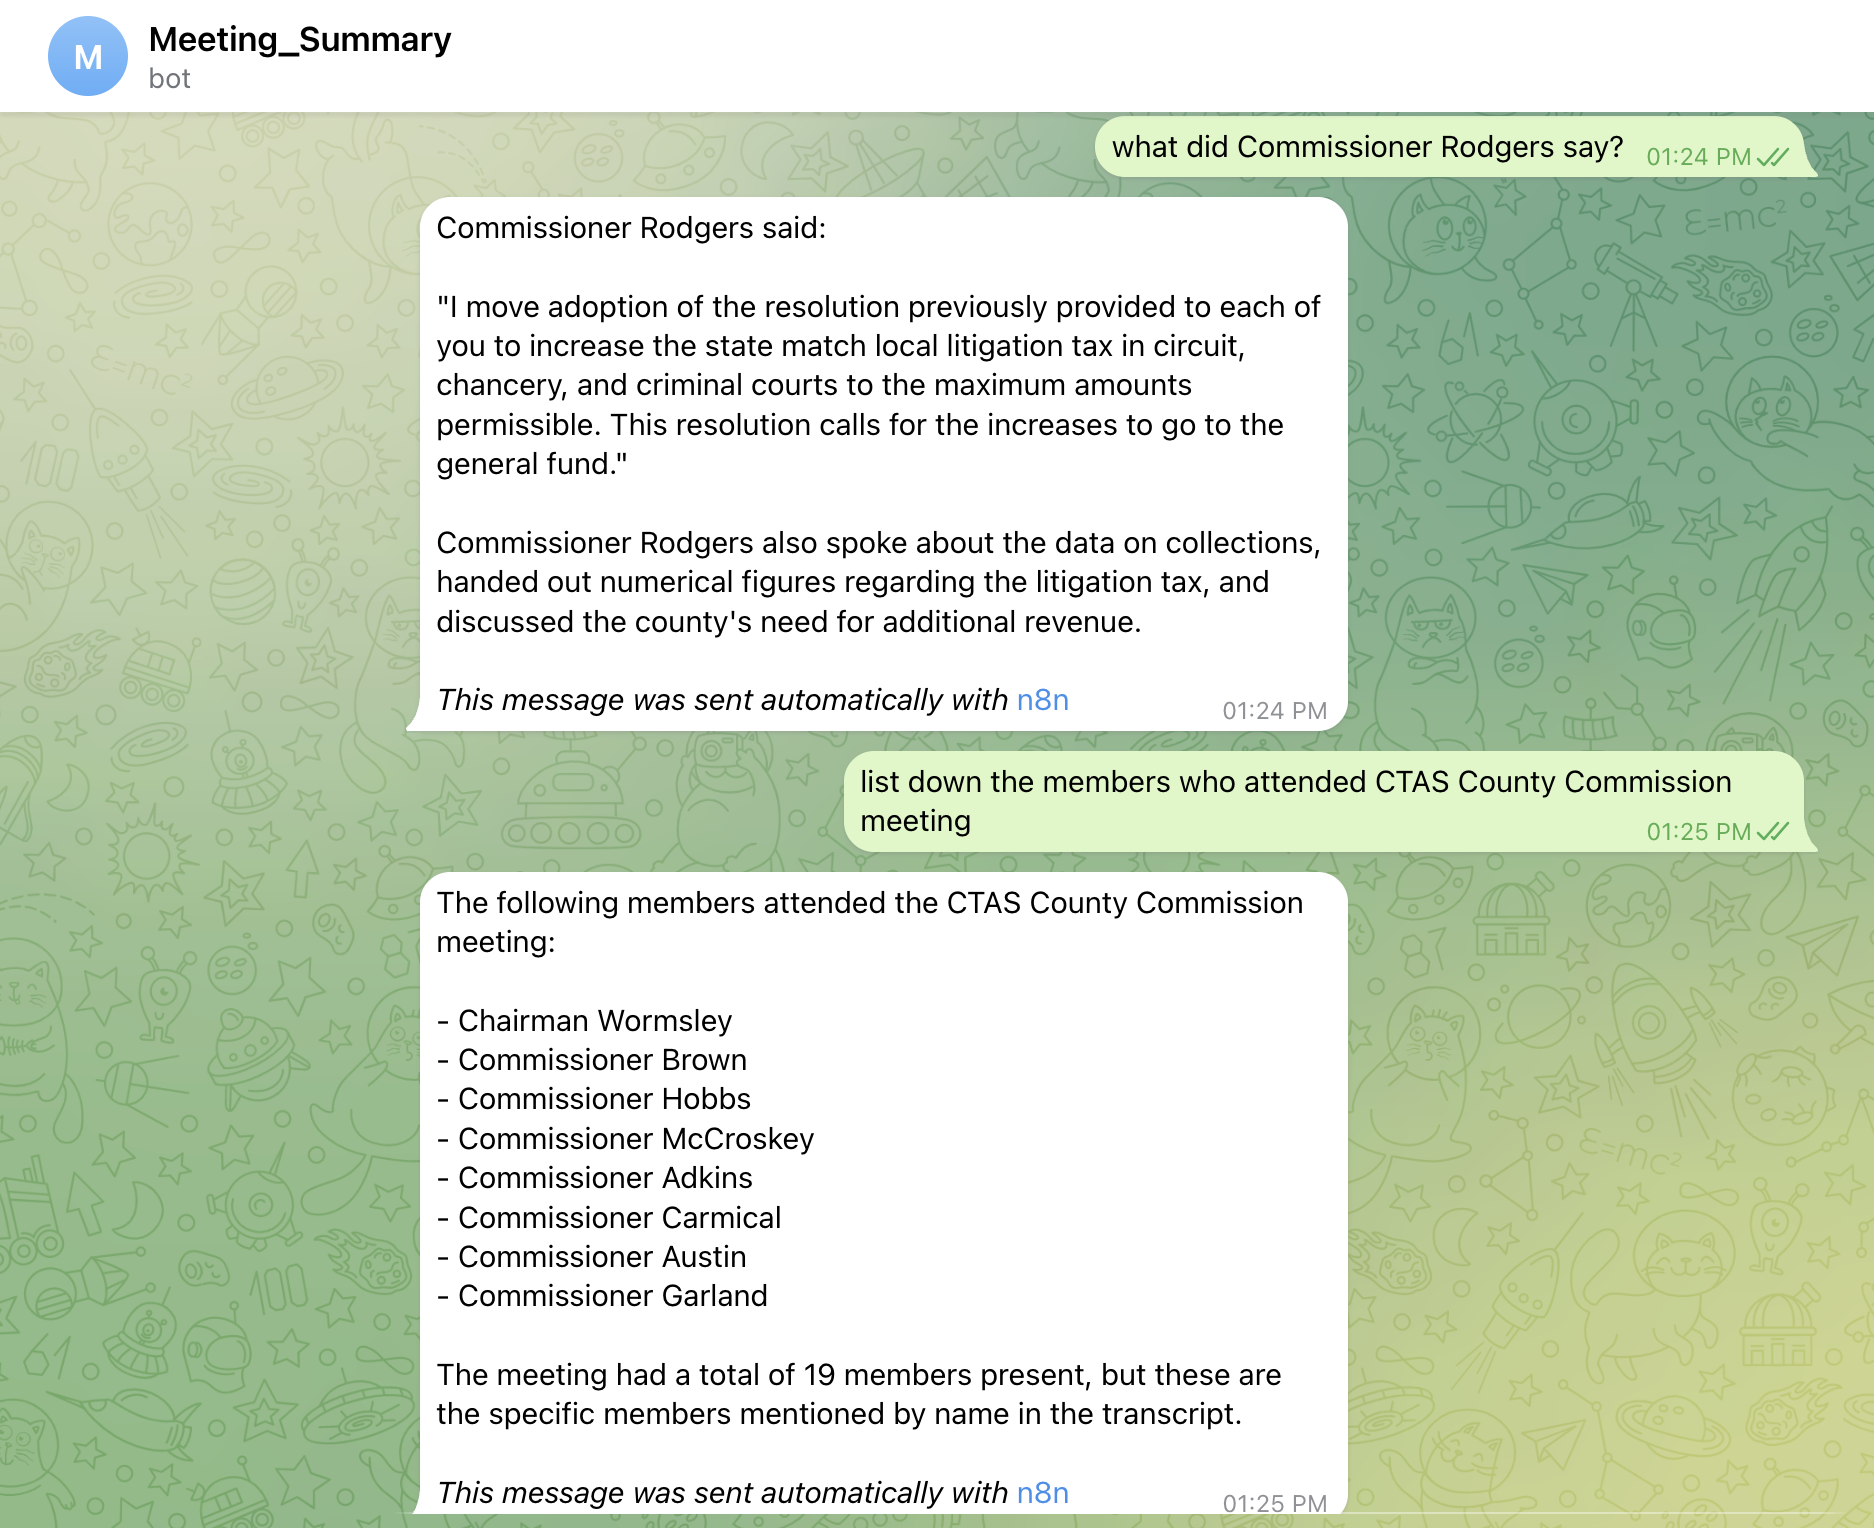 M
Meeting_Summary
bot
what did Commissioner Rodgers say?
01:24 PM
Commissioner Rodgers said:
"I move adoption of the resolution previously provided to each of
you to increase the state match local litigation tax in circuit,
chancery, and criminal courts to the maximum amounts
permissible. This resolution calls for the increases to go to the
general fund."
Commissioner Rodgers also spoke about the data on collections,
handed out numerical figures regarding the litigation tax, and
discussed the county's need for additional revenue.
This message was sent automatically with n8n
01:24 PM
list down the members who attended CTAS County Commission
meeting
01:25 PM
The following members attended the CTAS County Commission
meeting:
- Chairman Wormsley
- Commissioner Brown
- Commissioner Hobbs
- Commissioner McCroskey
- Commissioner Adkins
- Commissioner Carmical
- Commissioner Austin
- Commissioner Garland
The meeting had a total of 19 members present, but these are
the specific members mentioned by name in the transcript.
This message was sent automatically with n8n
01:25 PM